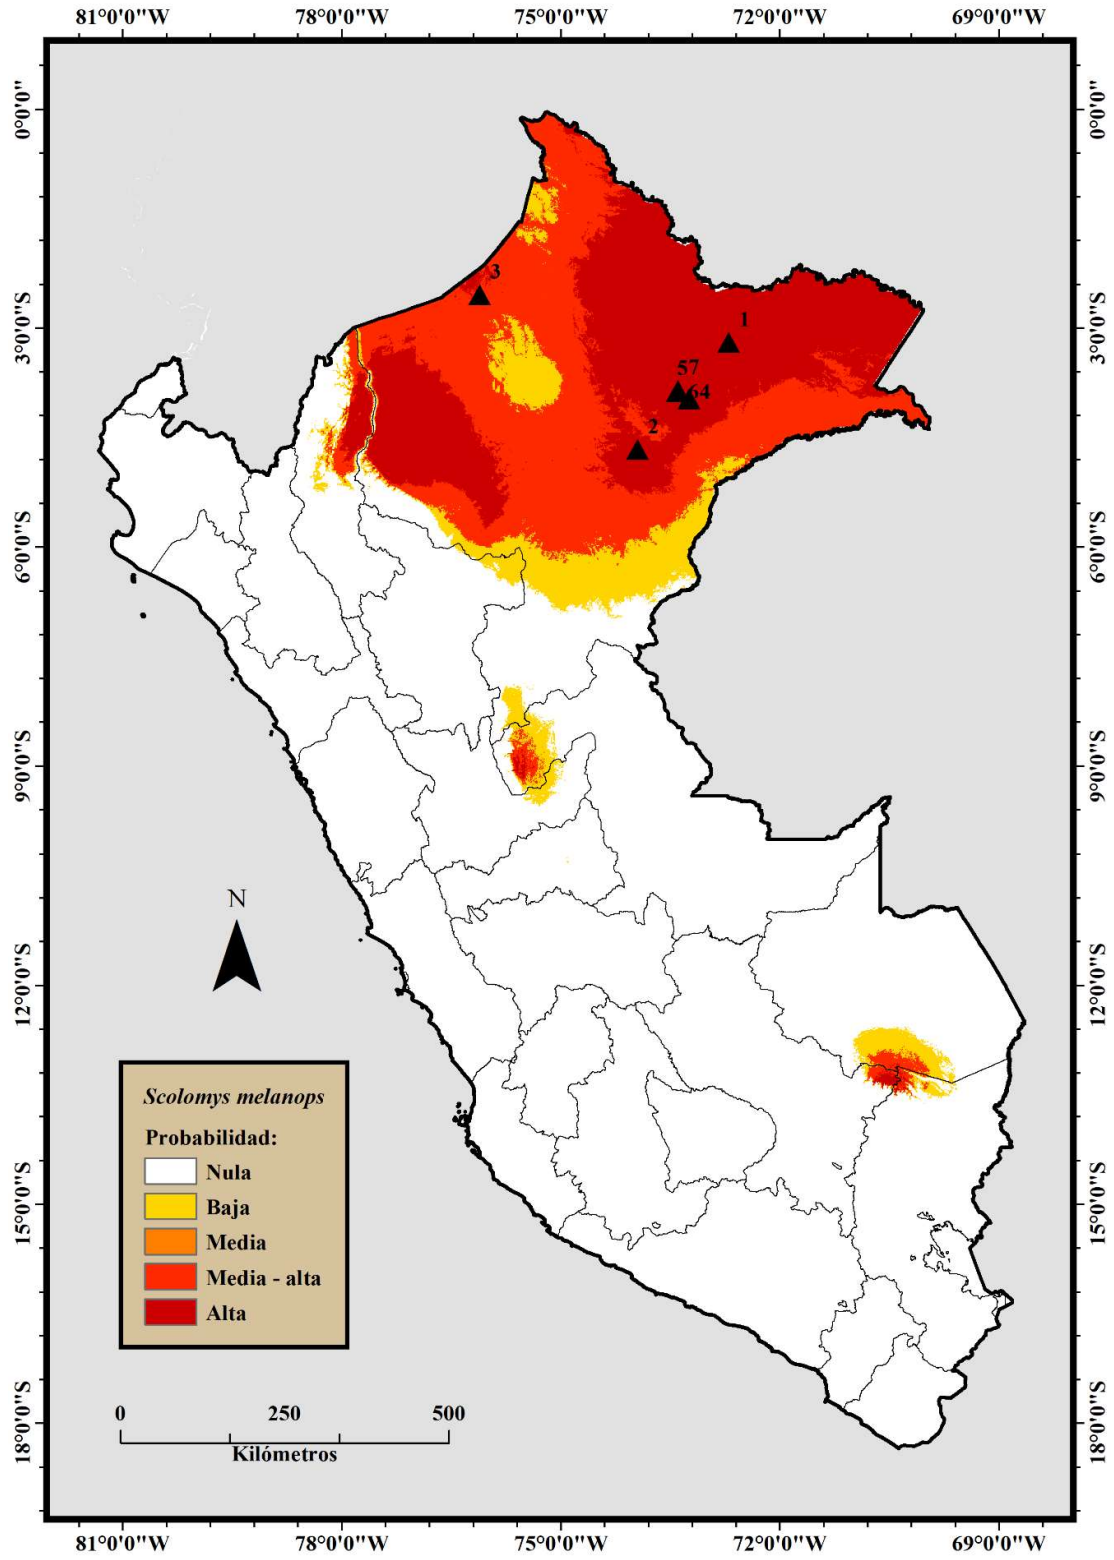 81°0'0"W 78°0'0"W 75°0'0"W 72°0'0"W 69°0'0"W
0°0'0"
0°0'0"
3°0'0"S
3°0'0"S
6°0'0"S
6°0'0"S
9°0'0"S
9°0'0"S
12°0'0"S
12°0'0"S
15°0'0"S
15°0'0"S
18°0'0"S
18°0'0"S
3
1
57
64
2
N
Scolomys melanops
Probabilidad:
Nula
Baja
Media
Media - alta
Alta
0 250 500
Kilómetros
81°0'0"W 78°0'0"W 75°0'0"W 72°0'0"W 69°0'0"W